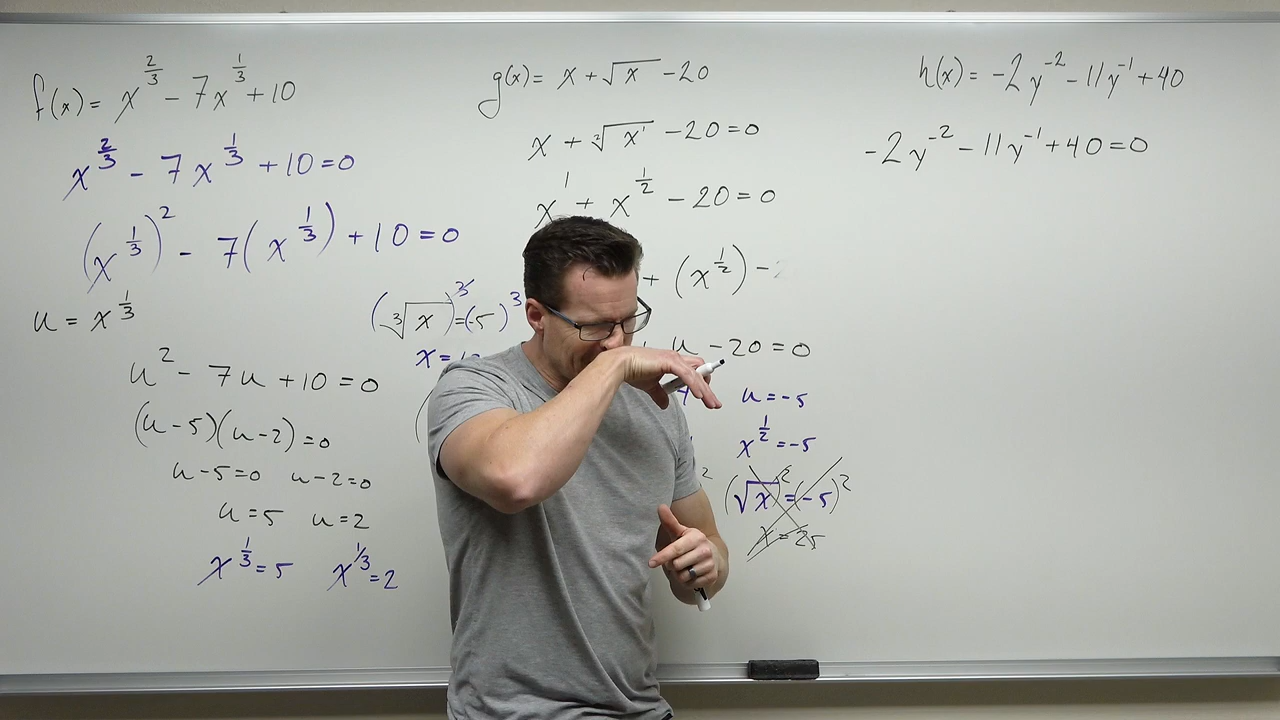 f(x) = x^{2/3} - 7x^{1/3} + 10
x^{2/3} - 7x^{1/3} + 10 = 0
(x^{1/3})^2 - 7(x^{1/3}) + 10 = 0
u = x^{1/3}
u^2 - 7u + 10 = 0
(u-5)(u-2) = 0
u-5=0 u-2=0
u=5 u=2
x^{1/3} = 5 x^{1/3} = 2
(∛x)^3 = (5)^3
x =
g(x) = x + √x - 20
x + ²√x - 20 = 0
x^1 + x^{1/2} - 20 = 0
+ (x^{1/2}) -
u - 20 = 0
u = -5
x^{1/2} = -5
(√x)^2 = (-5)^2
x = 25
h(x) = -2y^{-2} - 11y^{-1} + 40
-2y^{-2} - 11y^{-1} + 40 = 0